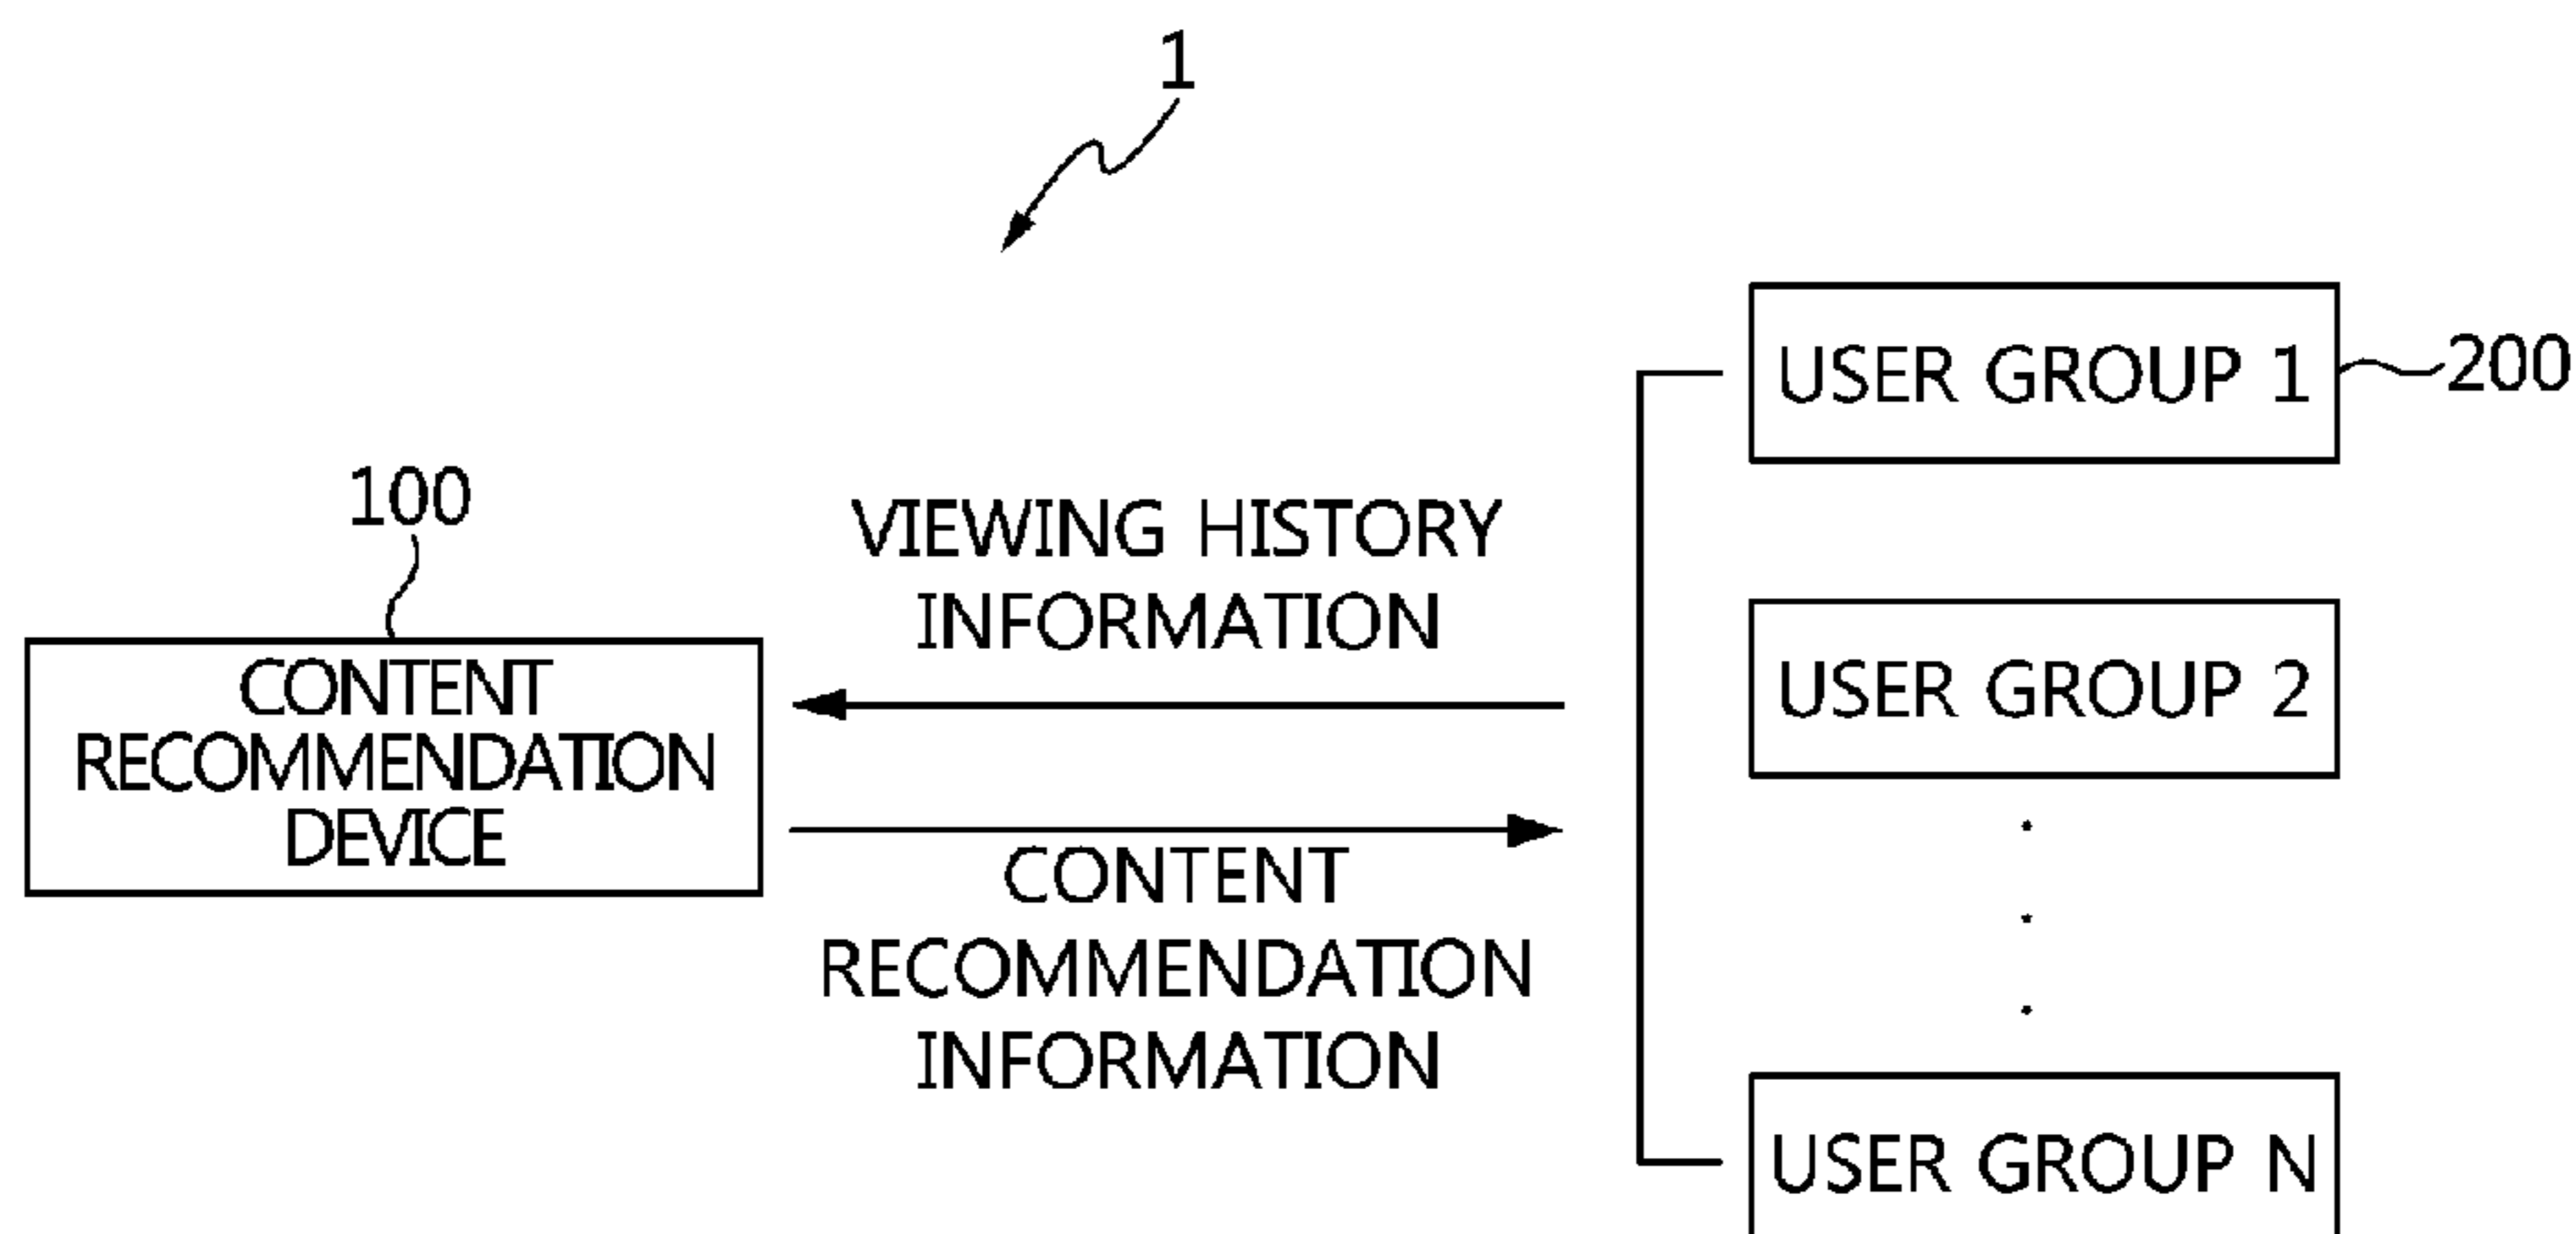 1
100
CONTENT
RECOMMENDATION
DEVICE
VIEWING HISTORY
INFORMATION
CONTENT
RECOMMENDATION
INFORMATION
USER GROUP 1
200
USER GROUP 2
USER GROUP N